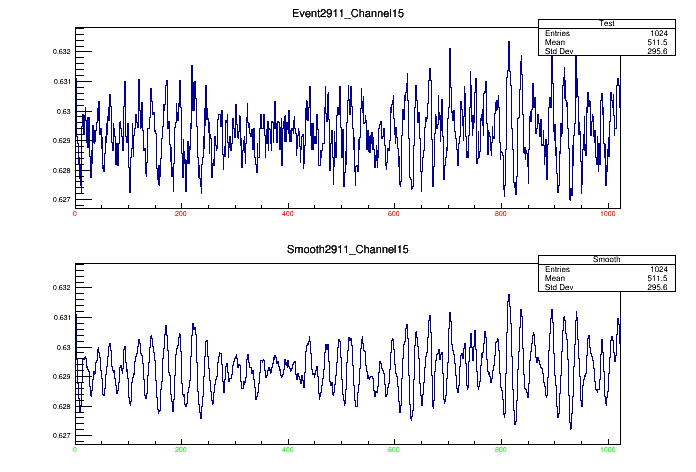 Event2911_Channel15
Test
Entries 1024
Mean 511.5
Std Dev 295.6
0.632
0.631
0.63
0.629
0.628
0.627
0 200 400 600 800 1000
Smooth2911_Channel15
Smooth
Entries 1024
Mean 511.5
Std Dev 295.6
0.632
0.631
0.63
0.629
0.628
0.627
0 200 400 600 800 1000